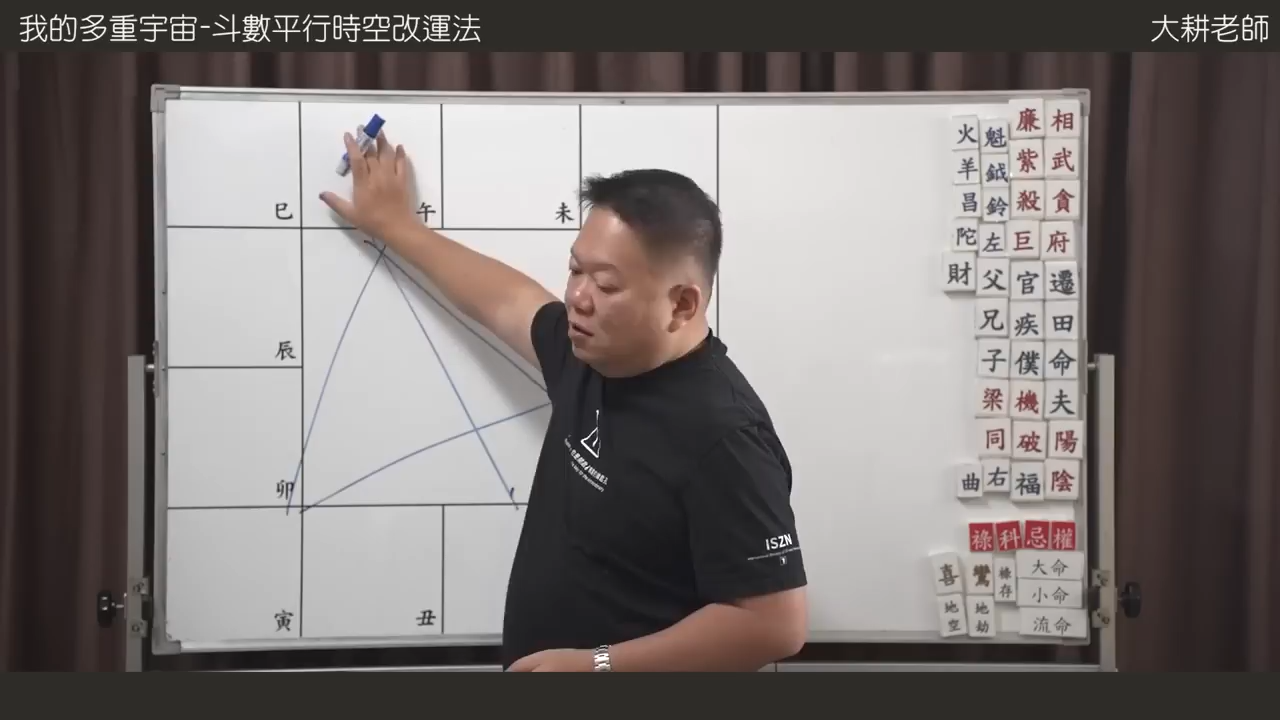 我的多重宇宙-斗數平行時空改運法
大耕老師
巳
午
未
辰
卯
寅
丑
火 魁 廉 相
羊 鉞 紫 武
昌 鈴 殺 貪
陀 左 巨 府
財 父 官 遷
兄 疾 田
子 僕 命
梁 機 夫
同 破 陽
曲 右 福 陰
祿 科 忌 權
喜 鸞 祿存 大命
小命
地空 地劫 流命
ISZN